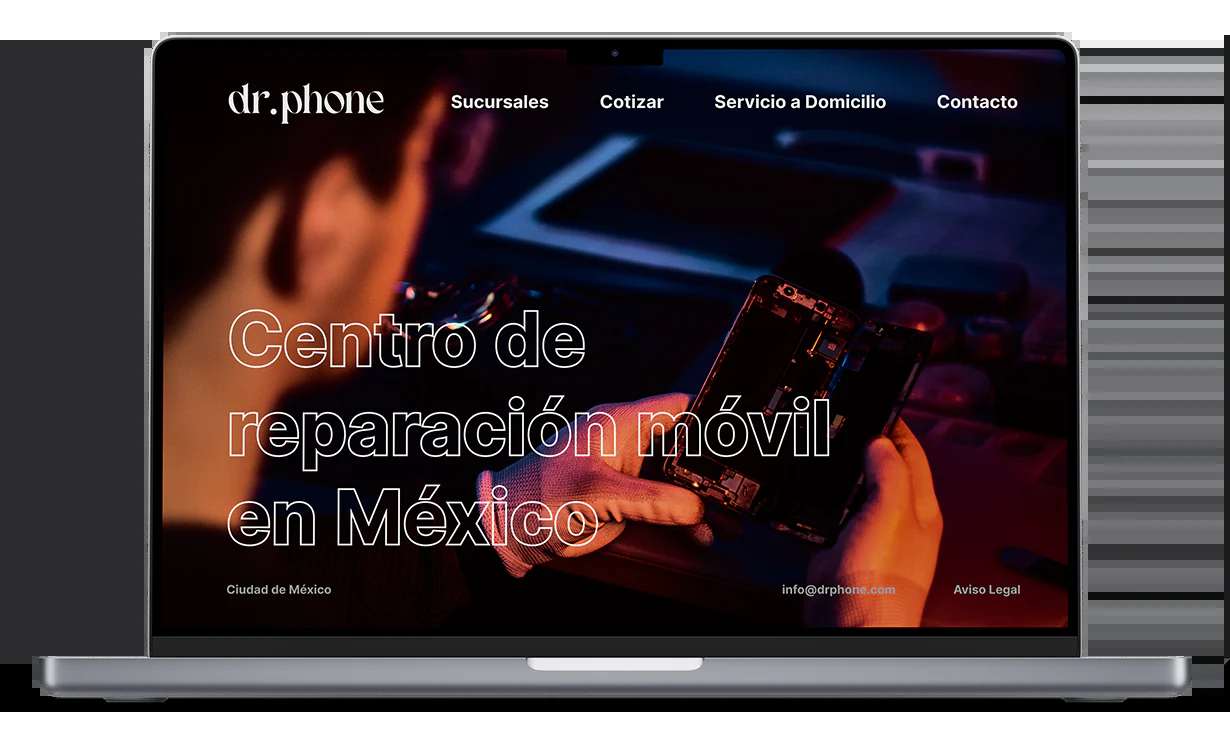 dr.phone
Sucursales Cotizar Servicio a Domicilio Contacto
Centro de
reparación móvil
en México
Ciudad de México info@drphone.com Aviso Legal